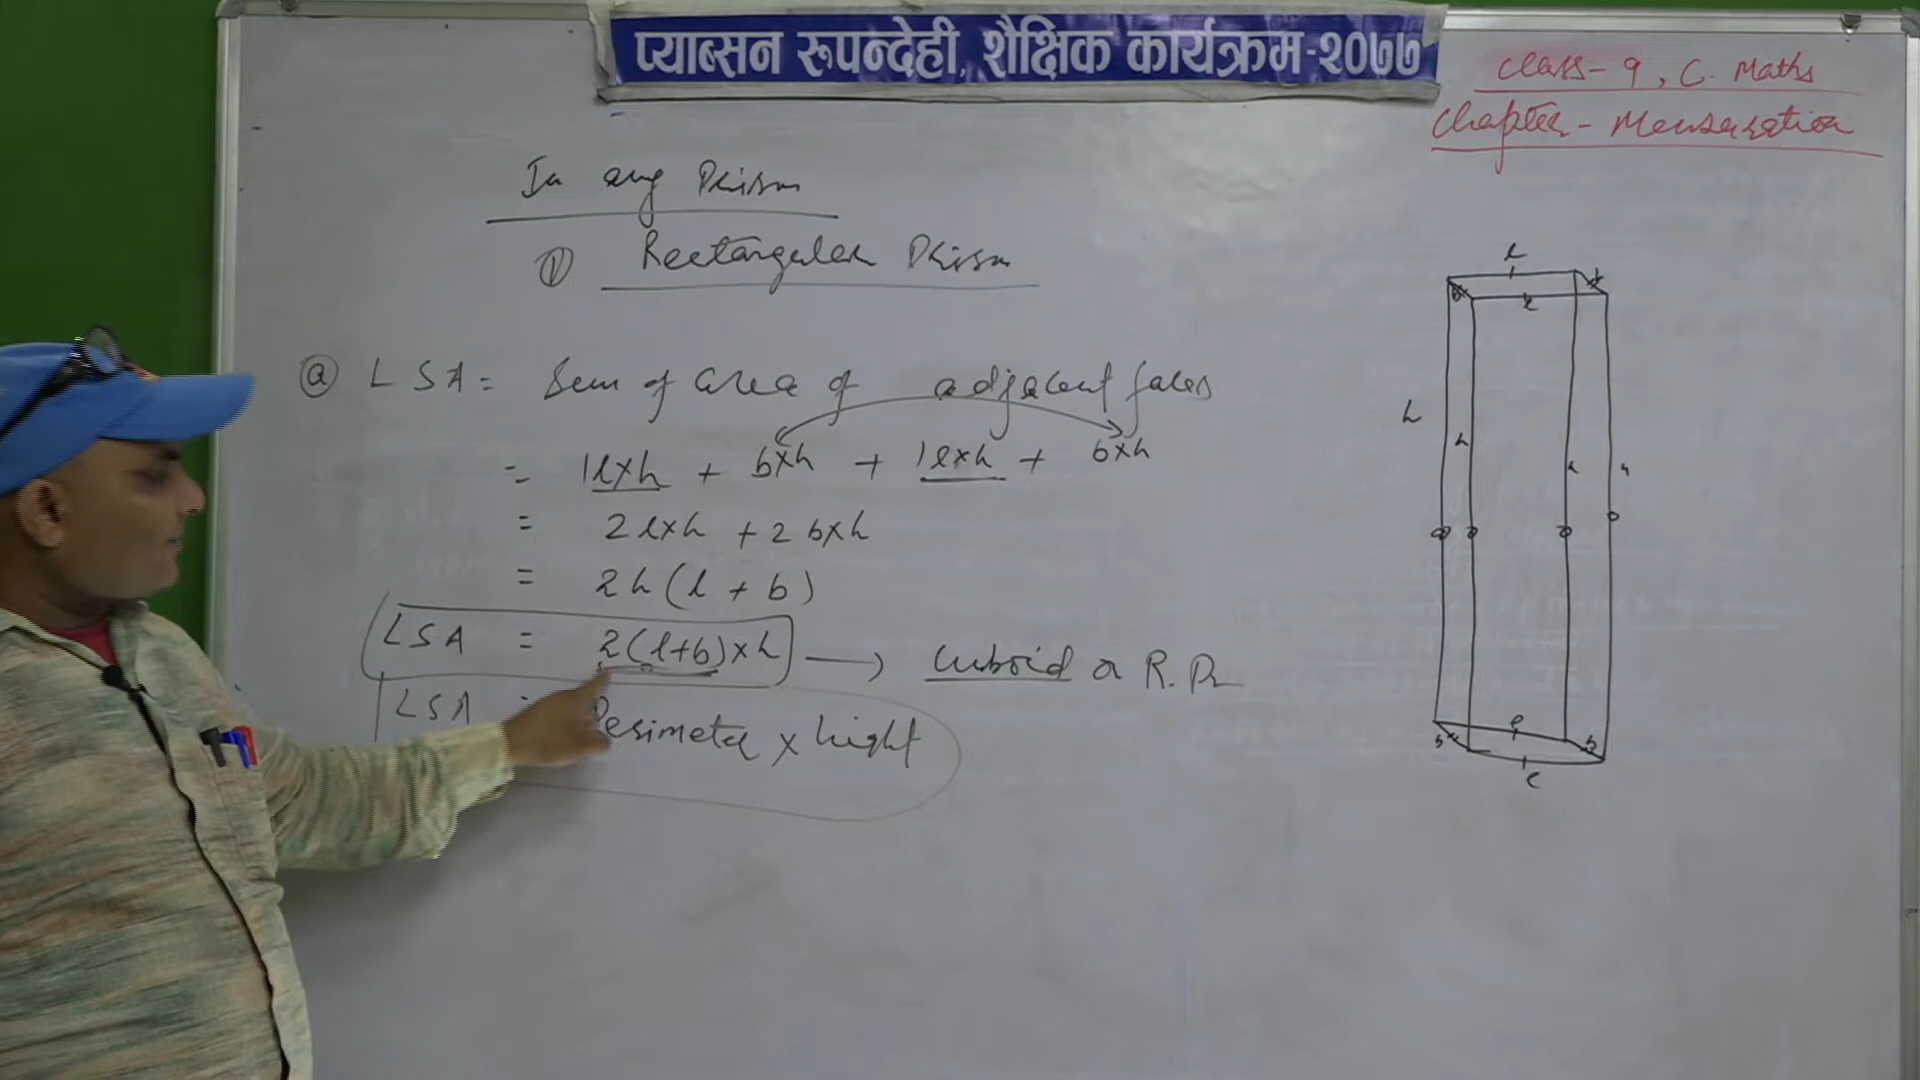 प्याब्सन रूपन्देही, शैक्षिक कार्यक्रम-२०७७
Class - 9, C. Maths
Chapter - Mensuration
In any Prism
① Rectangular Prism
ⓐ LSA = Sum of area of adjacent faces
= l×h + b×h + l×h + b×h
= 2 l×h + 2 b×h
= 2h(l + b)
LSA = 2(l+b)×h → Cuboid or R.P.
LSA = Perimeter × hight
l
l
h
h
h
h
l
b
b
l